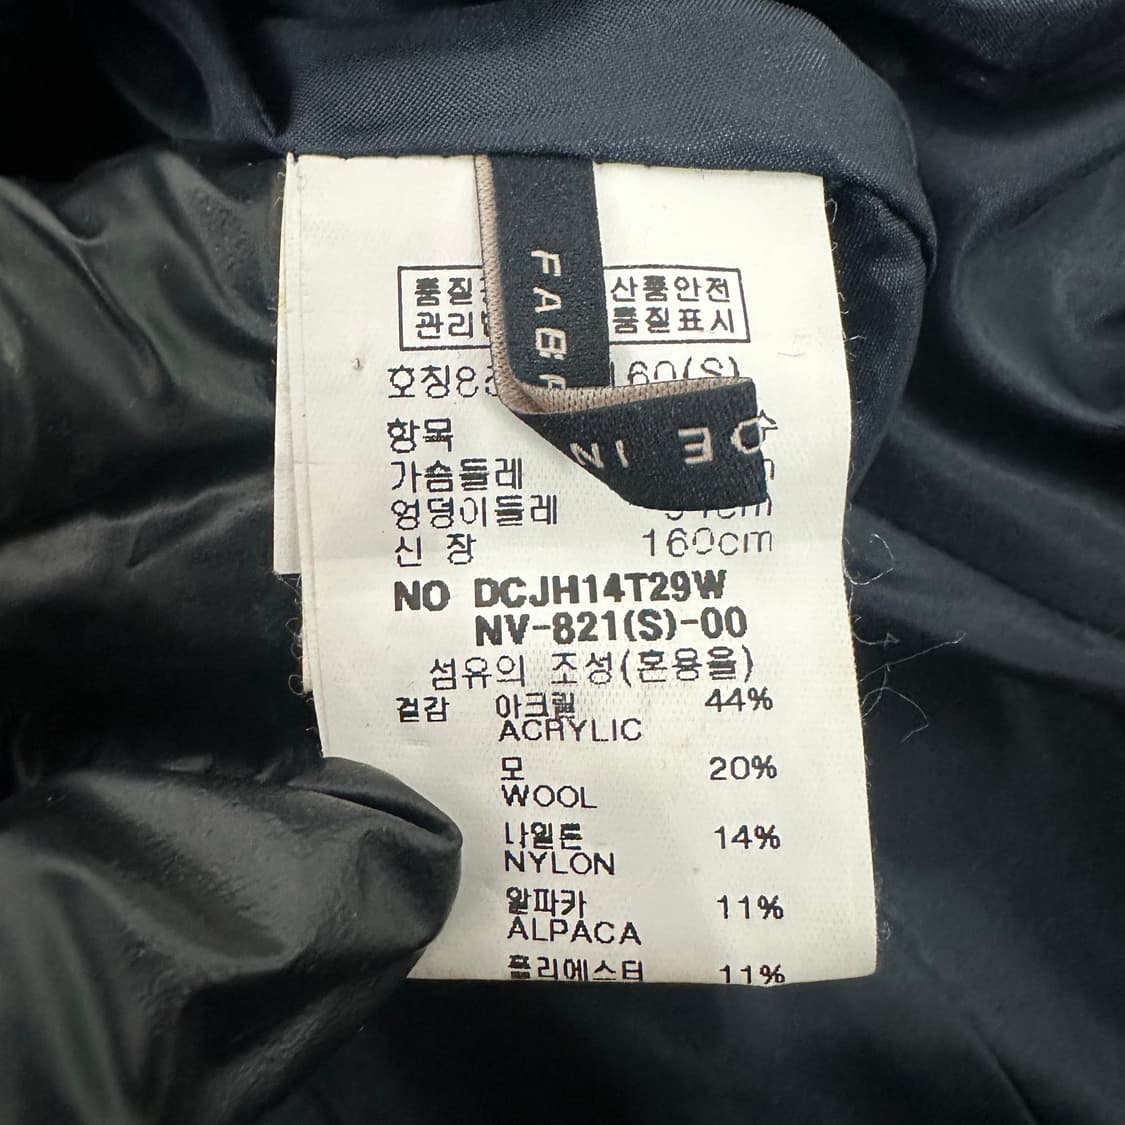 품질 산품안전
관리 품질표시
호칭 160(S)
항목
가슴둘레
엉덩이둘레
신 장 160cm
NO DCJH14T29W
NV-821(S)-00
섬유의 조성(혼용율)
겉감 아크릴 44%
ACRYLIC
모 20%
WOOL
나일론 14%
NYLON
알파카 11%
ALPACA
폴리에스터 11%
FABR
IN